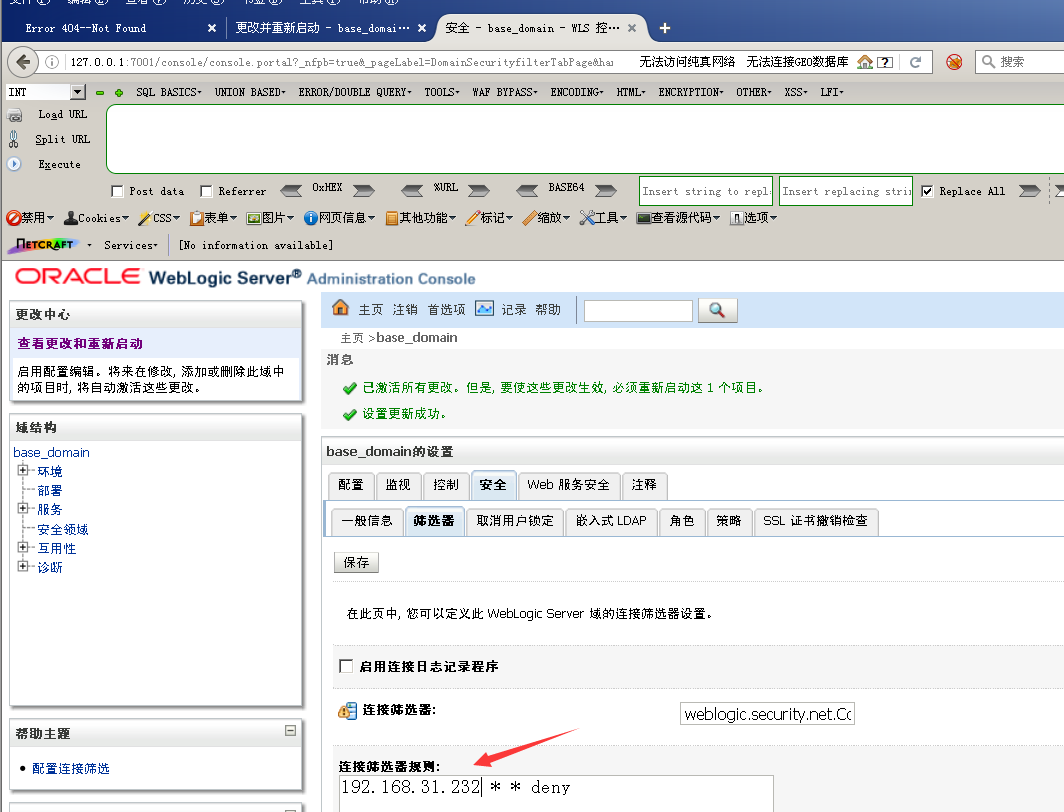 Error 404--Not Found
更改并重新启动 - base_domai…
安全 - base_domain - WLS 控…
127.0.0.1:7001/console/console.portal?_nfpb=true&_pageLabel=DomainSecurityfilterTabPage&ha
无法访问纯真网络 无法连接GEO数据库
搜索
INT
SQL BASICS UNION BASED ERROR/DOUBLE QUERY TOOLS WAF BYPASS ENCODING HTML ENCRYPTION OTHER XSS LFI
Load URL
Split URL
Execute
Post data Referrer 0xHEX %URL BASE64 Insert string to repl Insert replacing strin Replace All
禁用 Cookies CSS 表单 图片 网页信息 其他功能 标记 缩放 工具 查看源代码 选项
NETCRAFT Services [No information available]
ORACLE WebLogic Server® Administration Console
更改中心
查看更改和重新启动
启用配置编辑。将来在修改, 添加或删除此域中
的项目时, 将自动激活这些更改。
域结构
base_domain
环境
部署
服务
安全领域
互用性
诊断
帮助主题
配置连接筛选
主页 注销 首选项 记录 帮助
主页 >base_domain
消息
已激活所有更改。但是, 要使这些更改生效, 必须重新启动这 1 个项目。
设置更新成功。
base_domain的设置
配置 监视 控制 安全 Web 服务安全 注释
一般信息 筛选器 取消用户锁定 嵌入式 LDAP 角色 策略 SSL 证书撤销检查
保存
在此页中, 您可以定义此 WebLogic Server 域的连接筛选器设置。
启用连接日志记录程序
连接筛选器:
weblogic.security.net.Co
连接筛选器规则:
192.168.31.232 * * deny